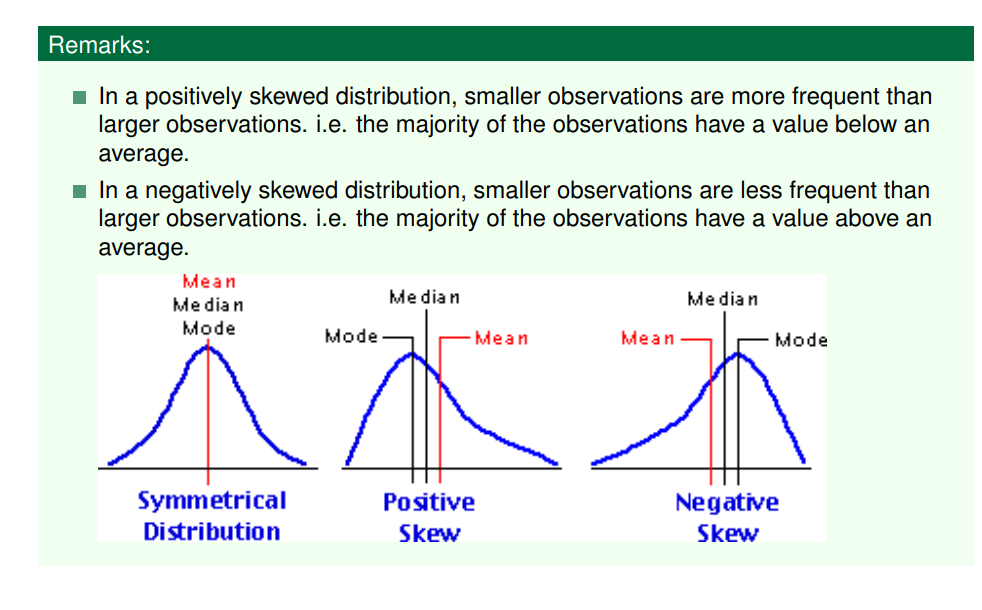 Remarks:
In a positively skewed distribution, smaller observations are more frequent than
larger observations. i.e. the majority of the observations have a value below an
average.
In a negatively skewed distribution, smaller observations are less frequent than
larger observations. i.e. the majority of the observations have a value above an
average.
Mean
Median
Mode
Symmetrical
Distribution
Median
Mode
Mean
Positive
Skew
Median
Mean
Mode
Negative
Skew